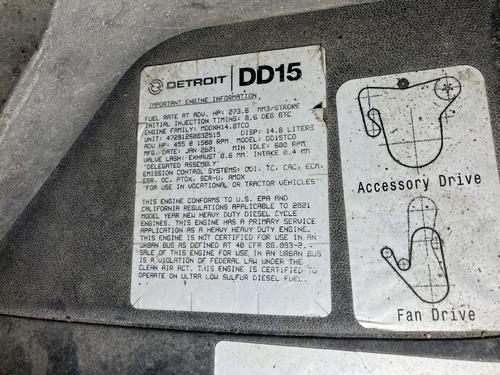 DETROIT DD15
IMPORTANT ENGINE INFORMATION
FUEL RATE AT ADV. HP: 273.6 MM3/STROKE
INITIAL INJECTION TIMING: 8.6 DEG BTC
ENGINE FAMILY: MDDXH14.8TCD
UNIT: 472912S0832515 DISP: 14.8 LITERS
ADV HP: 455 @ 1500 RPM MODEL: DD15TCO
MFG. DATE: JAN 2021 MIN IDLE: 600 RPM
VALVE LASH: EXHAUST 0.6 MM. INTAKE 0.4 MM
"DELEGATED ASSEMBLY"
EMISSION CONTROL SYSTEMS: DDI, TC, CAC, ECM,
EGR, OC, PTOX, SCR-U, AMOX
"FOR USE IN VOCATIONAL OR TRACTOR VEHICLES"
THIS ENGINE CONFORMS TO U.S. EPA AND
CALIFORNIA REGULATIONS APPLICABLE TO 2021
MODEL YEAR NEW HEAVY DUTY DIESEL CYCLE
ENGINES. THIS ENGINE HAS A PRIMARY SERVICE
APPLICATION AS A HEAVY HEAVY DUTY ENGINE.
THIS ENGINE IS NOT CERTIFIED FOR USE IN AN
URBAN BUS AS DEFINED AT 40 CFR 86.093-2.
SALE OF THIS ENGINE FOR USE IN AN URBAN BUS
IS A VIOLATION OF FEDERAL LAW UNDER THE
CLEAN AIR ACT. THIS ENGINE IS CERTIFIED TO
OPERATE ON ULTRA LOW SULFUR DIESEL FUEL.
Accessory Drive
Fan Drive